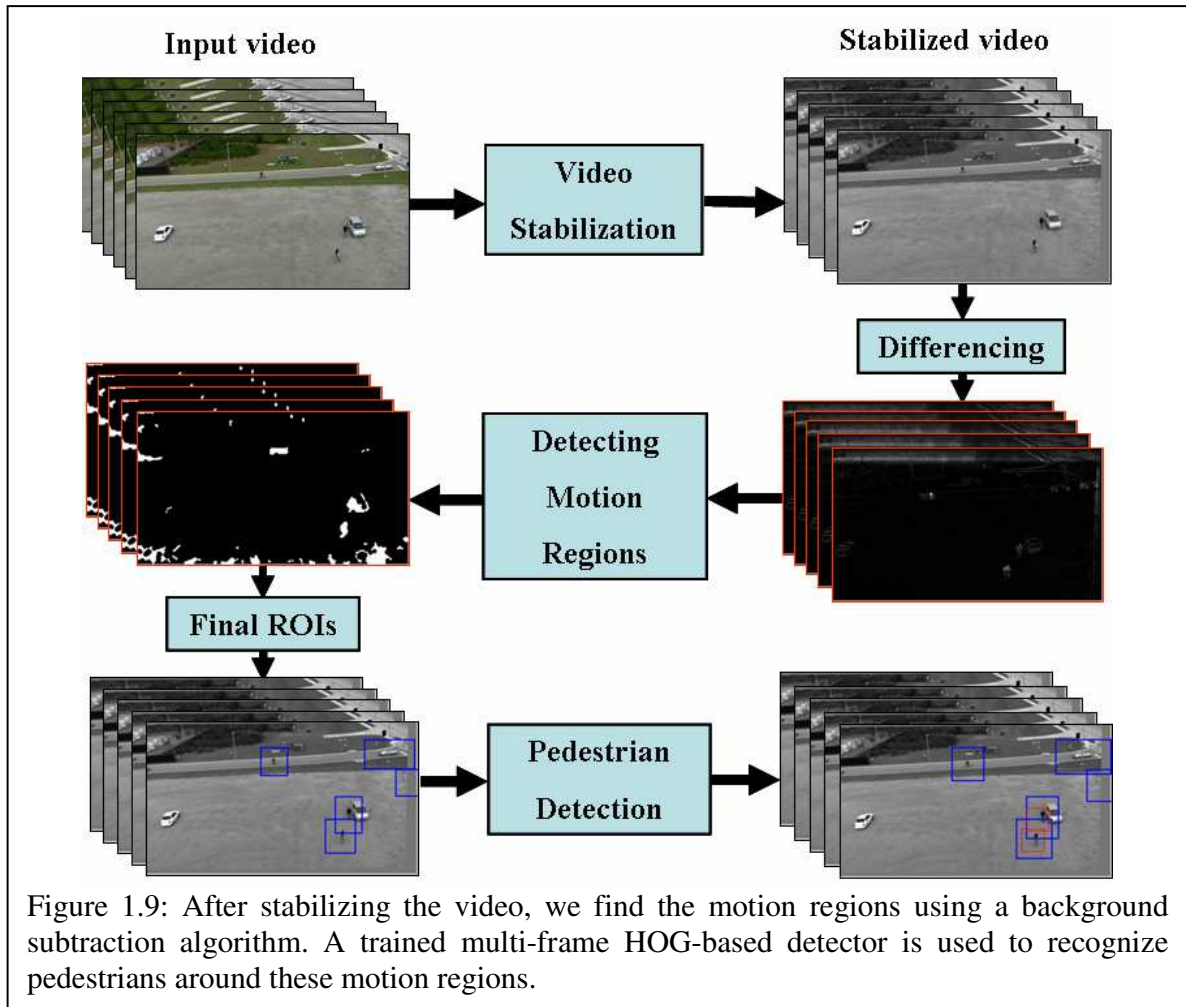 Input video
Stabilized video
Video
Stabilization
Differencing
Detecting
Motion
Regions
Final ROIs
Pedestrian
Detection
Figure 1.9: After stabilizing the video, we find the motion regions using a background
subtraction algorithm. A trained multi-frame HOG-based detector is used to recognize
pedestrians around these motion regions.